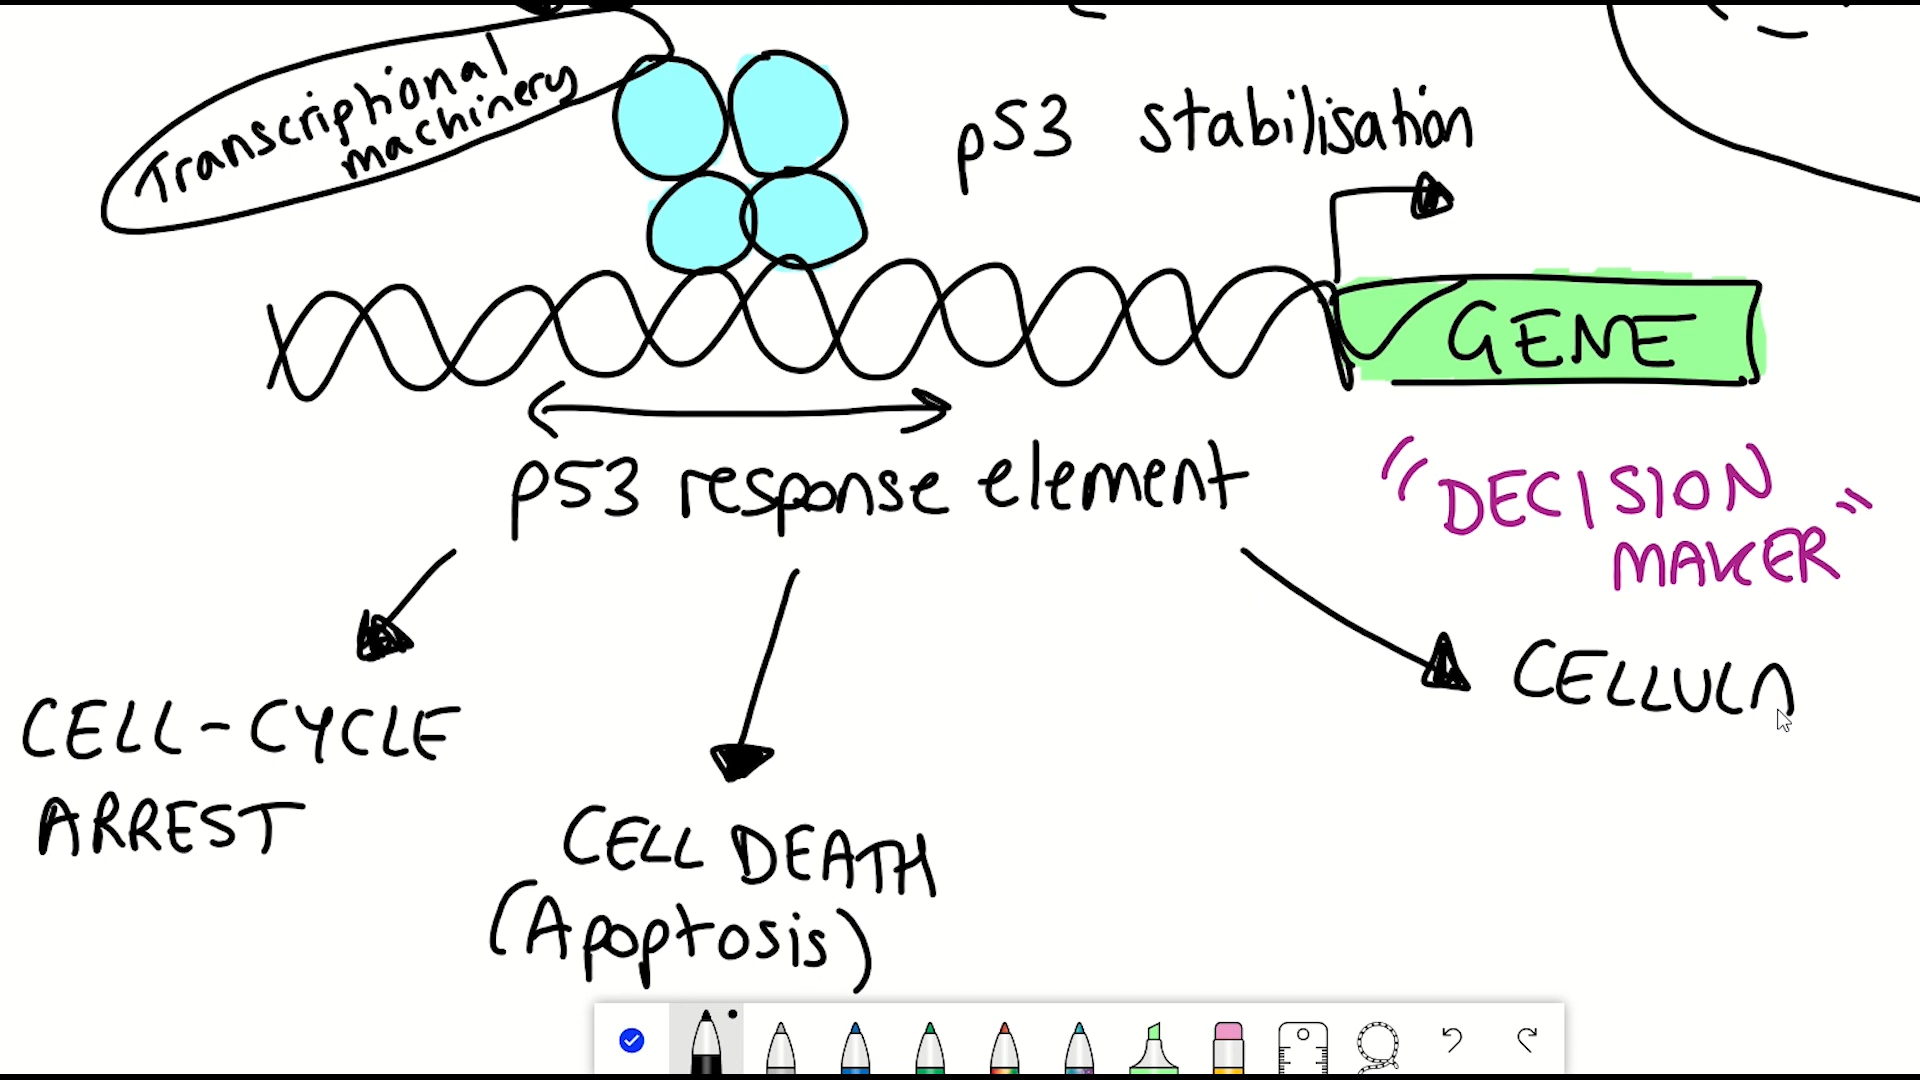 Transcriptional
machinery
p53 stabilisation
GENE
p53 response element
"DECISION
MAKER"
CELL-CYCLE
ARREST
CELL DEATH
(Apoptosis)
CELLULA